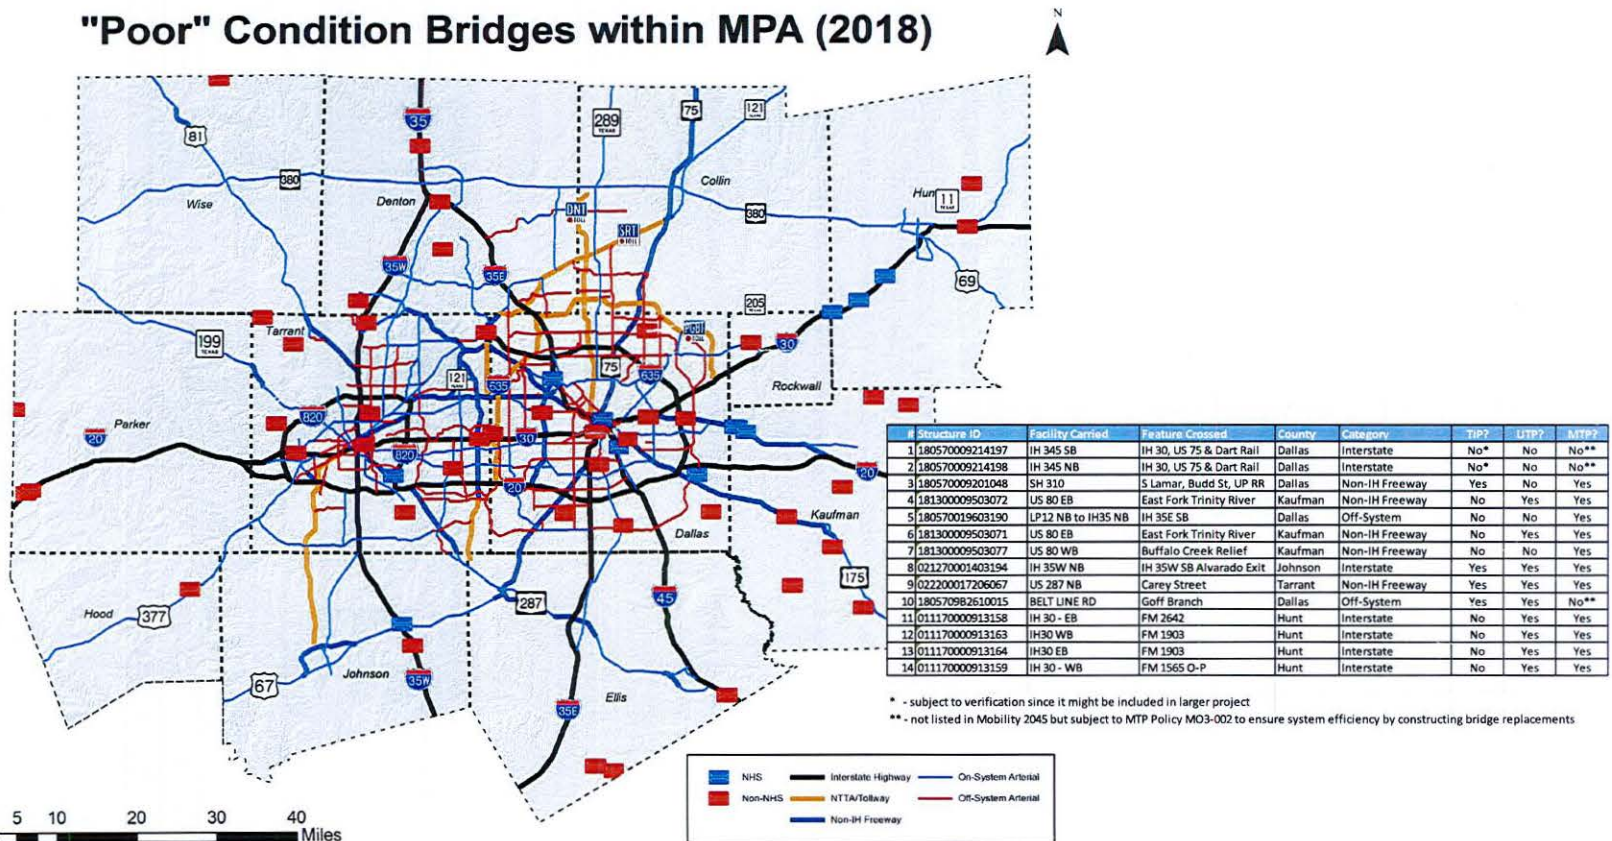 "Poor" Condition Bridges within MPA (2018)
N
81
35
289
TEXAS
75
121
380
Collin
Wise
Denton
Hun
11
TEXAS
DNT
TOLL
380
SRT
TOLL
35W
35E
69
205
Tarrant
199
TEXAS
PGBT
TOLL
30
121
635
75
635
Rockwall
820
Parker
20
30
820
20
20
Kaufman
Dallas
175
Hood
377
287
45
Johnson
67
35W
Ellis
35E
# Structure ID Facility Carried Feature Crossed County Category TIP? UTP? MTP?
1 180570009214197 IH 345 SB IH 30, US 75 & Dart Rail Dallas Interstate No* No No**
2 180570009214198 IH 345 NB IH 30, US 75 & Dart Rail Dallas Interstate No* No No**
3 180570009201048 SH 310 S Lamar, Budd St, UP RR Dallas Non-IH Freeway Yes No Yes
4 181300009503072 US 80 EB East Fork Trinity River Kaufman Non-IH Freeway No Yes Yes
5 180570019603190 LP12 NB to IH35 NB IH 35E SB Dallas Off-System No No Yes
6 181300009503071 US 80 EB East Fork Trinity River Kaufman Non-IH Freeway No Yes Yes
7 181300009503077 US 80 WB Buffalo Creek Relief Kaufman Non-IH Freeway No No Yes
8 021270001403194 IH 35W NB IH 35W SB Alvarado Exit Johnson Interstate Yes Yes Yes
9 022200017206067 US 287 NB Carey Street Tarrant Non-IH Freeway Yes Yes Yes
10 1805709B2610015 BELT LINE RD Goff Branch Dallas Off-System Yes Yes No**
11 011170000913158 IH 30 - EB FM 2642 Hunt Interstate No Yes Yes
12 011170000913163 IH30 WB FM 1903 Hunt Interstate No Yes Yes
13 011170000913164 IH30 EB FM 1903 Hunt Interstate No Yes Yes
14 011170000913159 IH 30 - WB FM 1565 O-P Hunt Interstate No Yes Yes
* - subject to verification since it might be included in larger project
** - not listed in Mobility 2045 but subject to MTP Policy MO3-002 to ensure system efficiency by constructing bridge replacements
NHS Interstate Highway On-System Arterial
Non-NHS NTTA/Tollway Off-System Arterial
Non-IH Freeway
5 10 20 30 40
Miles